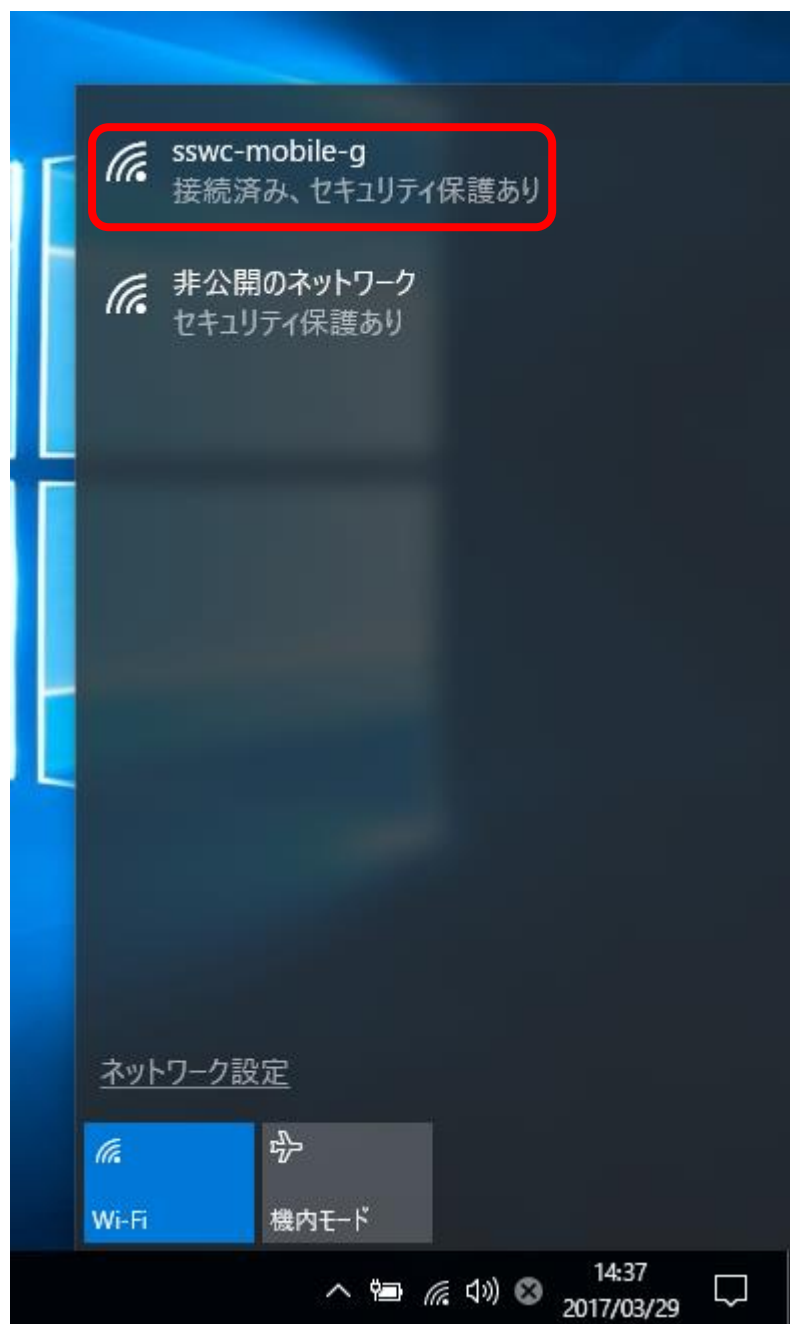 sswc-mobile-g
接続済み、セキュリティ保護あり
非公開のネットワーク
セキュリティ保護あり
ネットワーク設定
Wi-Fi
機内モード
14:37
2017/03/29